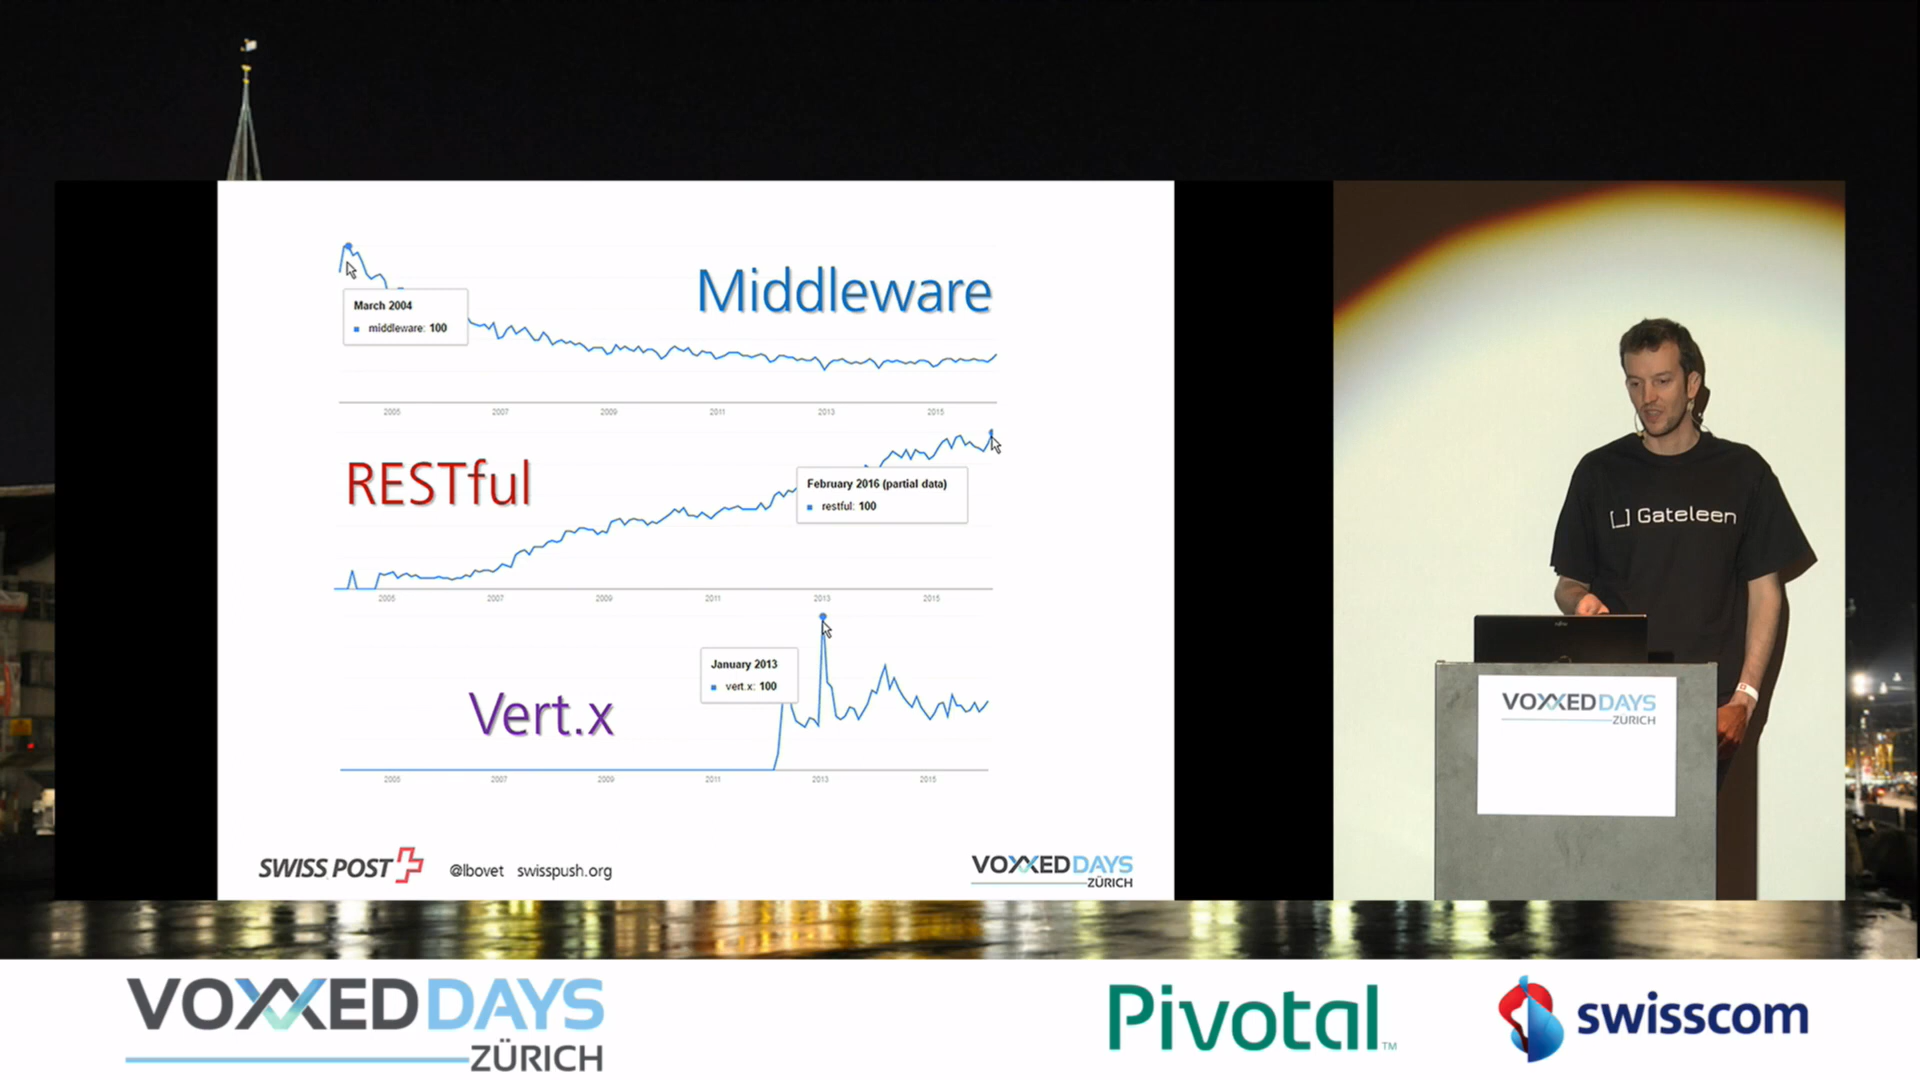 Middleware
March 2004
middleware: 100
2005 2007 2009 2011 2013 2015
RESTful
February 2016 (partial data)
restful: 100
2005 2007 2009 2011 2013 2015
January 2013
vert.x: 100
Vert.x
2005 2007 2009 2011 2013 2015
SWISS POST @lbovet swisspush.org
VOXXED DAYS
ZÜRICH
Gateleen
VOXXED DAYS
ZÜRICH
VOXXED DAYS
ZÜRICH
Pivotal™
swisscom